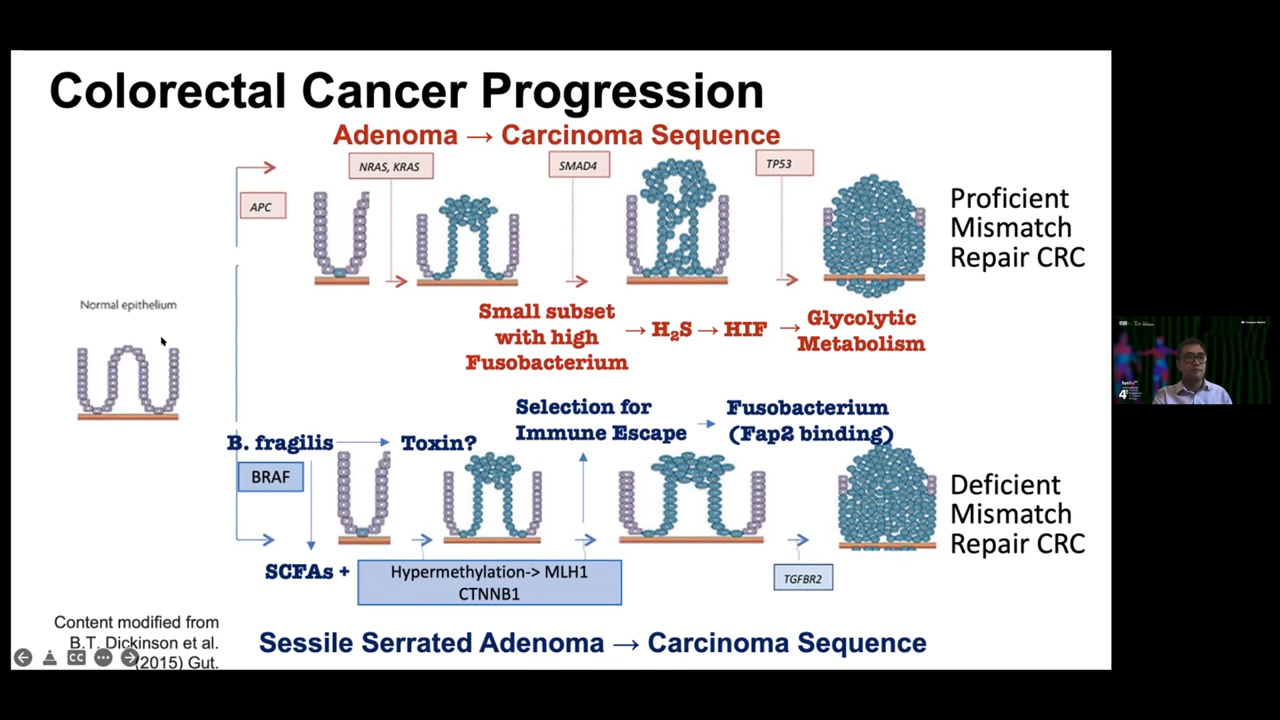 Colorectal Cancer Progression
Adenoma → Carcinoma Sequence
NRAS, KRAS
SMAD4
TP53
APC
Proficient
Mismatch
Repair CRC
Normal epithelium
Small subset
with high
Fusobacterium
→ H₂S → HIF →
Glycolytic
Metabolism
Selection for
Immune Escape
Fusobacterium
(Fap2 binding)
B. fragilis
Toxin?
BRAF
Deficient
Mismatch
Repair CRC
SCFAs +
Hypermethylation-> MLH1
CTNNB1
TGFBR2
Content modified from
B.T. Dickinson et al.
(2015) Gut.
CC
Sessile Serrated Adenoma → Carcinoma Sequence